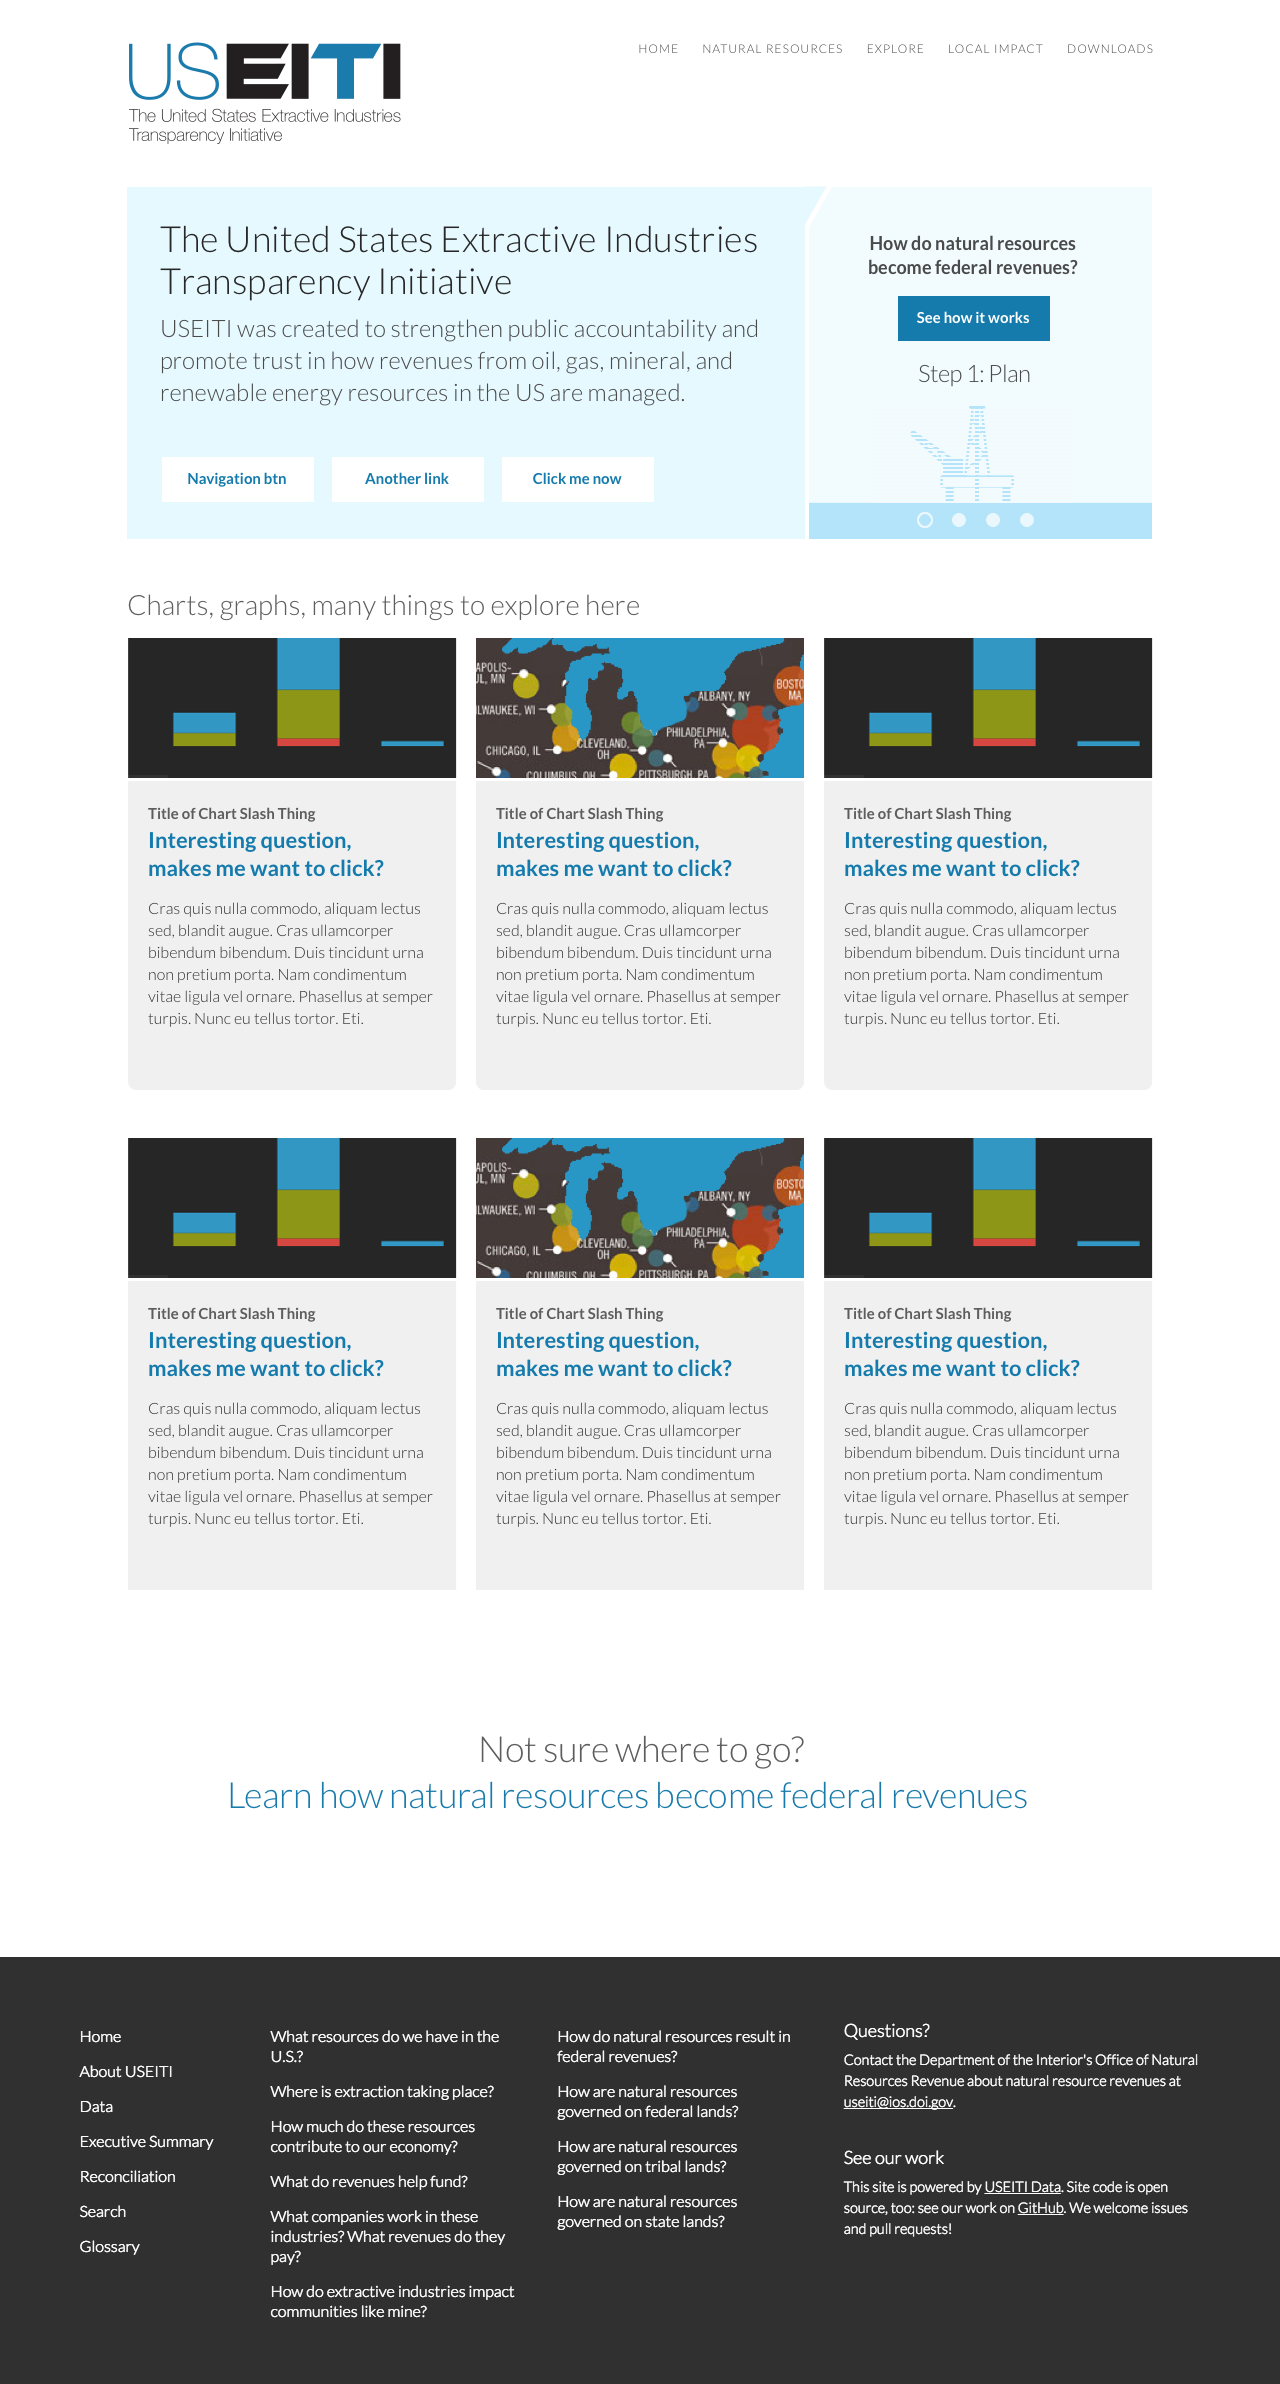 USEITI
The United States Extractive Industries
Transparency Initiative
HOME NATURAL RESOURCES EXPLORE LOCAL IMPACT DOWNLOADS
The United States Extractive Industries
Transparency Initiative
USEITI was created to strengthen public accountability and
promote trust in how revenues from oil, gas, mineral, and
renewable energy resources in the US are managed.
Navigation btn
Another link
Click me now
How do natural resources
become federal revenues?
See how it works
Step 1: Plan
Charts, graphs, many things to explore here
Title of Chart Slash Thing
Interesting question,
makes me want to click?
Cras quis nulla commodo, aliquam lectus
sed, blandit augue. Cras ullamcorper
bibendum bibendum. Duis tincidunt urna
non pretium porta. Nam condimentum
vitae ligula vel ornare. Phasellus at semper
turpis. Nunc eu tellus tortor. Eti.
APOLIS-
UL, MN
LWAUKEE, WI
CHICAGO, IL
CLEVELAND,
OH
COLUMBUS, OH
PITTSBURGH, PA
PHILADELPHIA,
PA
ALBANY, NY
BOSTO
MA
Title of Chart Slash Thing
Interesting question,
makes me want to click?
Cras quis nulla commodo, aliquam lectus
sed, blandit augue. Cras ullamcorper
bibendum bibendum. Duis tincidunt urna
non pretium porta. Nam condimentum
vitae ligula vel ornare. Phasellus at semper
turpis. Nunc eu tellus tortor. Eti.
Title of Chart Slash Thing
Interesting question,
makes me want to click?
Cras quis nulla commodo, aliquam lectus
sed, blandit augue. Cras ullamcorper
bibendum bibendum. Duis tincidunt urna
non pretium porta. Nam condimentum
vitae ligula vel ornare. Phasellus at semper
turpis. Nunc eu tellus tortor. Eti.
Title of Chart Slash Thing
Interesting question,
makes me want to click?
Cras quis nulla commodo, aliquam lectus
sed, blandit augue. Cras ullamcorper
bibendum bibendum. Duis tincidunt urna
non pretium porta. Nam condimentum
vitae ligula vel ornare. Phasellus at semper
turpis. Nunc eu tellus tortor. Eti.
APOLIS-
UL, MN
LWAUKEE, WI
CHICAGO, IL
CLEVELAND,
OH
COLUMBUS, OH
PITTSBURGH, PA
PHILADELPHIA,
PA
ALBANY, NY
BOSTO
MA
Title of Chart Slash Thing
Interesting question,
makes me want to click?
Cras quis nulla commodo, aliquam lectus
sed, blandit augue. Cras ullamcorper
bibendum bibendum. Duis tincidunt urna
non pretium porta. Nam condimentum
vitae ligula vel ornare. Phasellus at semper
turpis. Nunc eu tellus tortor. Eti.
Title of Chart Slash Thing
Interesting question,
makes me want to click?
Cras quis nulla commodo, aliquam lectus
sed, blandit augue. Cras ullamcorper
bibendum bibendum. Duis tincidunt urna
non pretium porta. Nam condimentum
vitae ligula vel ornare. Phasellus at semper
turpis. Nunc eu tellus tortor. Eti.
Not sure where to go?
Learn how natural resources become federal revenues
Home
About USEITI
Data
Executive Summary
Reconciliation
Search
Glossary
What resources do we have in the
U.S.?
Where is extraction taking place?
How much do these resources
contribute to our economy?
What do revenues help fund?
What companies work in these
industries? What revenues do they
pay?
How do extractive industries impact
communities like mine?
How do natural resources result in
federal revenues?
How are natural resources
governed on federal lands?
How are natural resources
governed on tribal lands?
How are natural resources
governed on state lands?
Questions?
Contact the Department of the Interior's Office of Natural
Resources Revenue about natural resource revenues at
useiti@ios.doi.gov.
See our work
This site is powered by USEITI Data. Site code is open
source, too: see our work on GitHub. We welcome issues
and pull requests!